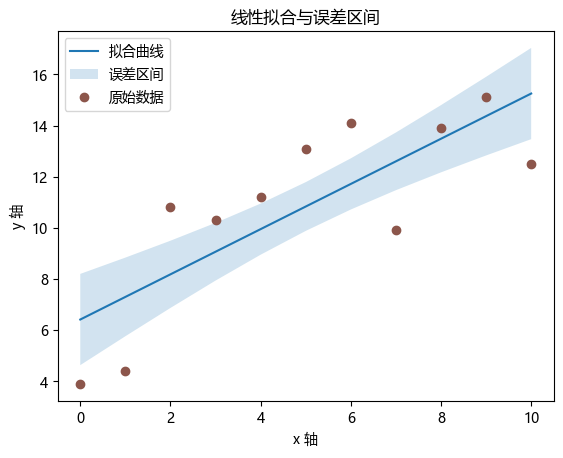 线性拟合与误差区间
拟合曲线
误差区间
原始数据
16
14
12
10
8
6
4
y 轴
0 2 4 6 8 10
x 轴